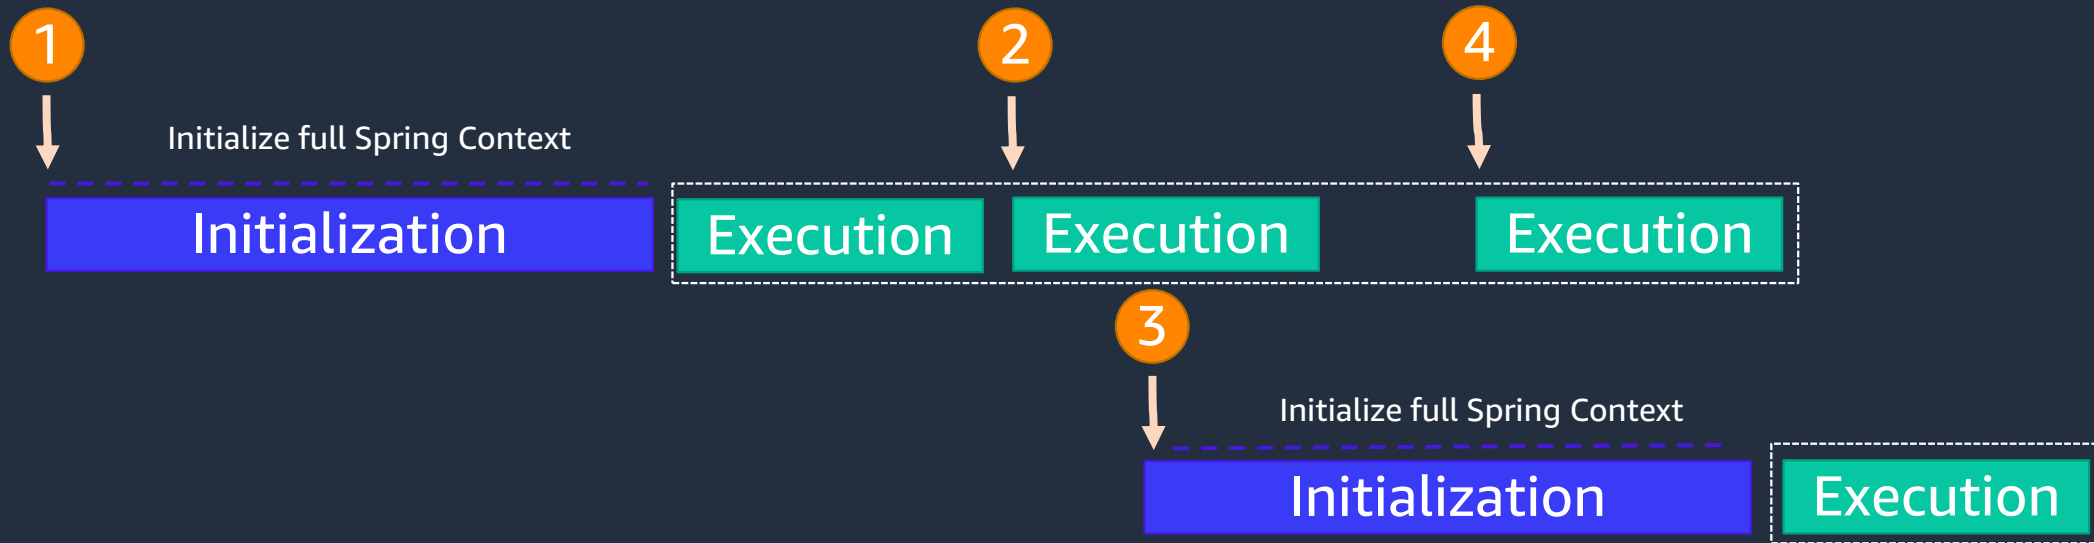 1
2
4
Initialize full Spring Context
Initialization
Execution
Execution
Execution
3
Initialize full Spring Context
Initialization
Execution